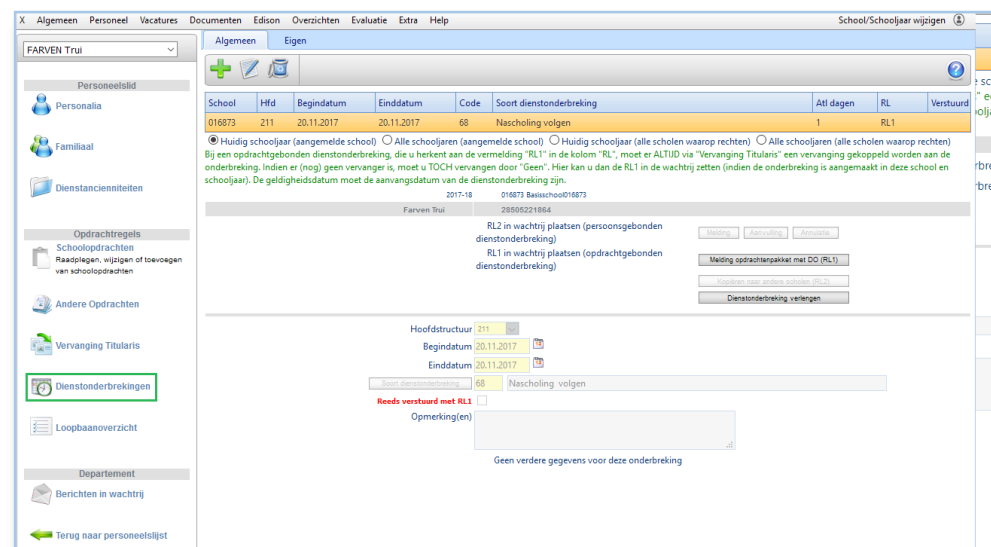 X Algemeen Personeel Vacatures Documenten Edison Overzichten Evaluatie Extra Help School/Schooljaar wijzigen
FARVEN Trui
Personeelslid
Personalia
Familiaal
Dienstancienniteiten
Opdrachtregels
Schoolopdrachten
Raadplegen, wijzigen of toevoegen
van schoolopdrachten
Andere Opdrachten
Vervanging Titularis
Dienstonderbrekingen
Loopbaanoverzicht
Departement
Berichten in wachtrij
Terug naar personeelslijst
Algemeen Eigen
School Hfd Begindatum Einddatum Code Soort dienstonderbreking Atl dagen RL Verstuurd
016873 211 20.11.2017 20.11.2017 68 Nascholing volgen 1 RL1
Huidig schooljaar (aangemelde school) Alle schooljaren (aangemelde school) Huidig schooljaar (alle scholen waarop rechten) Alle schooljaren (alle scholen waarop rechten)
Bij een opdrachtgebonden dienstonderbreking, die u herkent aan de vermelding "RL1" in de kolom "RL", moet er ALTIJD via "Vervanging Titularis" een vervanging gekoppeld worden aan de
onderbreking. Indien er (nog) geen vervanger is, moet u TOCH vervangen door "Geen". Hier kan u dan de RL1 in de wachtrij zetten (indien de onderbreking is aangemaakt in deze school en
schooljaar). De geldigheidsdatum moet de aanvangsdatum van de dienstonderbreking zijn.
2017-18 016873 Basisschool016873
Farven Trui 28505221864
RL2 in wachtrij plaatsen (persoonsgebonden
dienstonderbreking)
Melding Aanvulling Annulatie
RL1 in wachtrij plaatsen (opdrachtgebonden
dienstonderbreking)
Melding opdrachtenpakket met DO (RL1)
Kopiëren naar andere scholen (RL2)
Dienstonderbreking verlengen
Hoofdstructuur 211
Begindatum 20.11.2017
Einddatum 20.11.2017
Soort dienstonderbreking 68 Nascholing volgen
Reeds verstuurd met RL1
Opmerking(en)
Geen verdere gegevens voor deze onderbreking